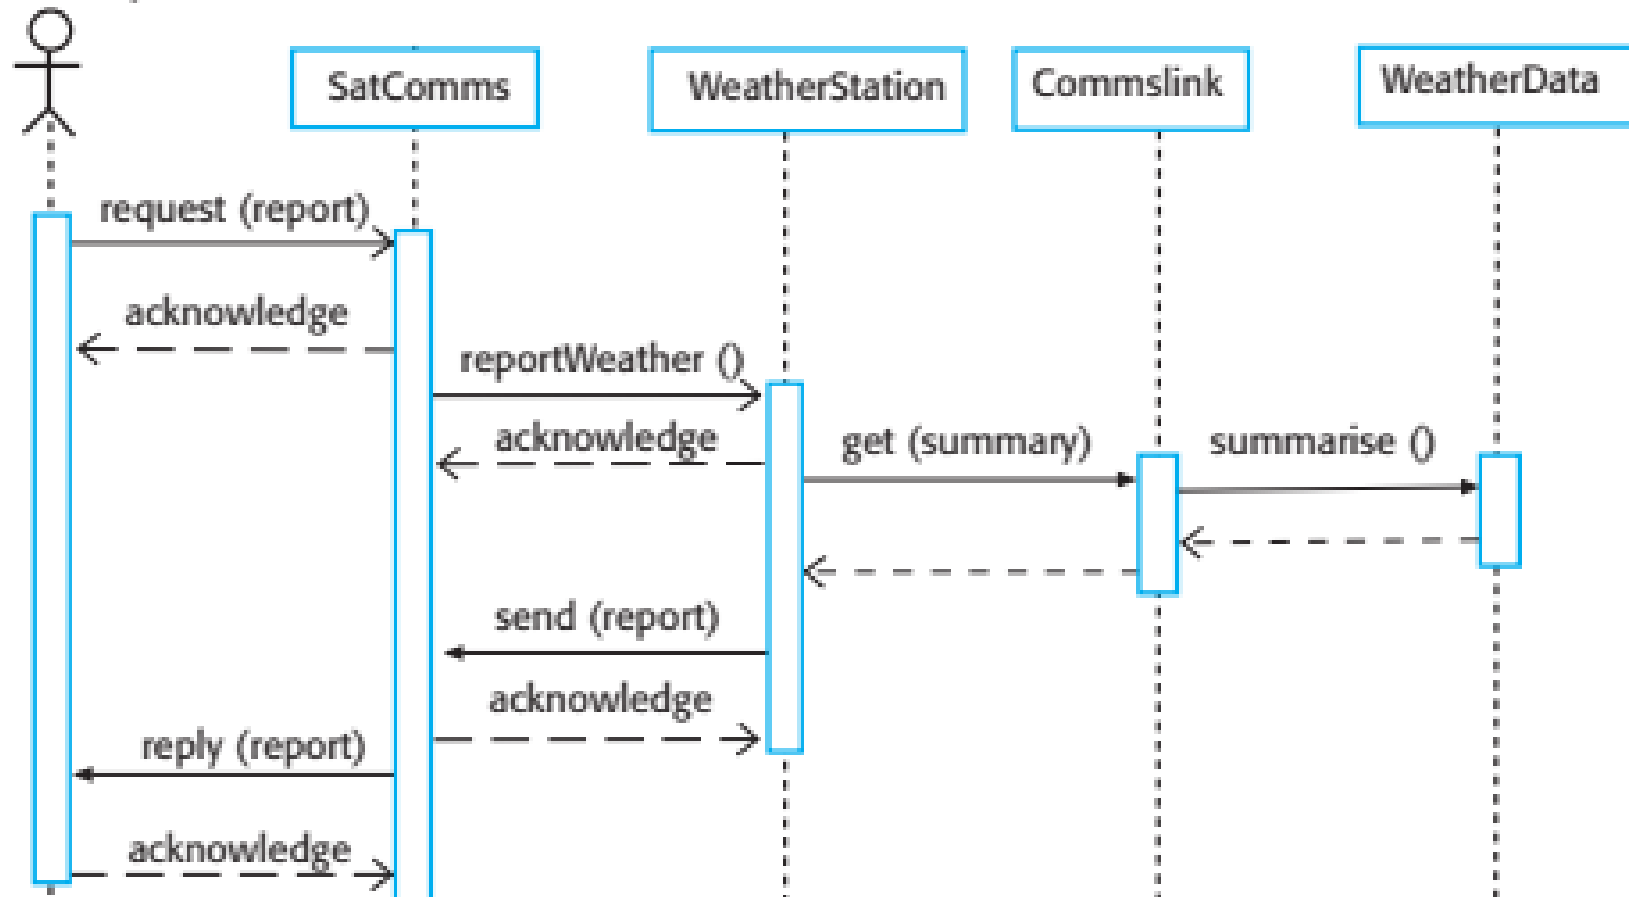 SatComms
WeatherStation
Commslink
WeatherData
request (report)
acknowledge
reportWeather ()
acknowledge
get (summary)
summarise ()
send (report)
acknowledge
reply (report)
acknowledge